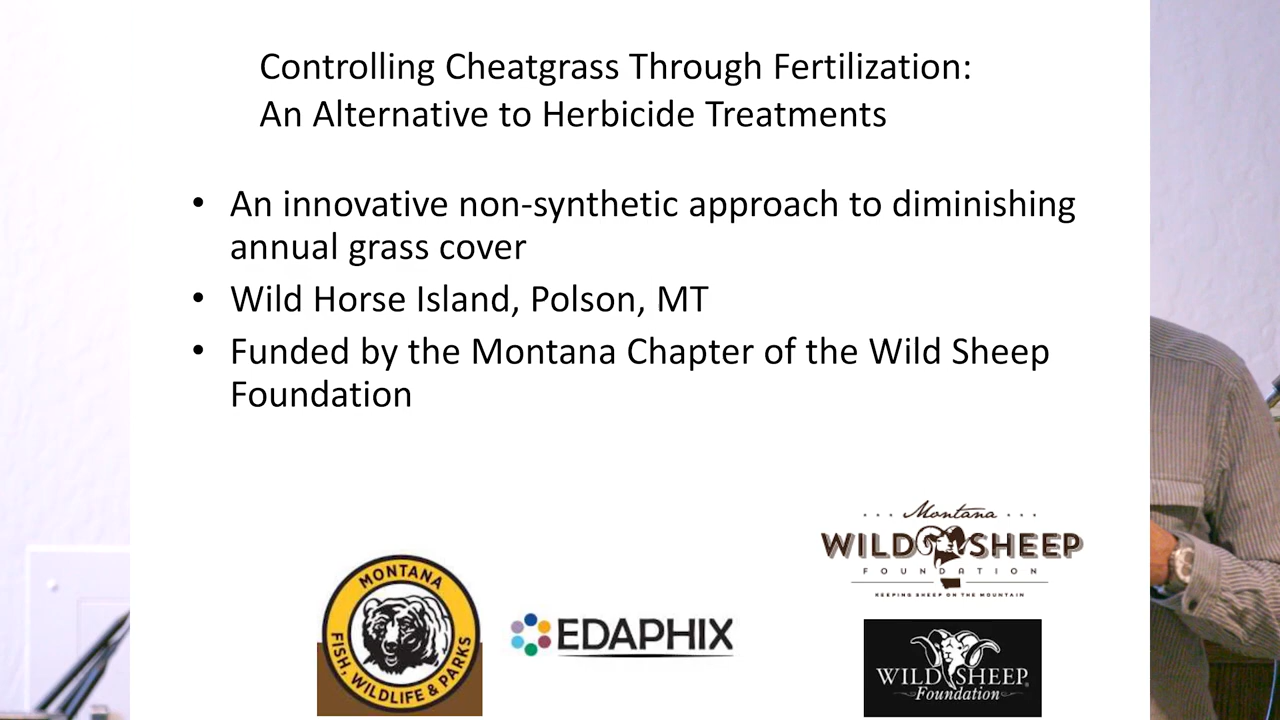 Controlling Cheatgrass Through Fertilization:
An Alternative to Herbicide Treatments
• An innovative non-synthetic approach to diminishing
annual grass cover
• Wild Horse Island, Polson, MT
• Funded by the Montana Chapter of the Wild Sheep
Foundation
MONTANA
FISH, WILDLIFE & PARKS
EDAPHIX
Montana
WILD SHEEP
FOUNDATION
KEEPING SHEEP ON THE MOUNTAIN
WILD SHEEP
Foundation